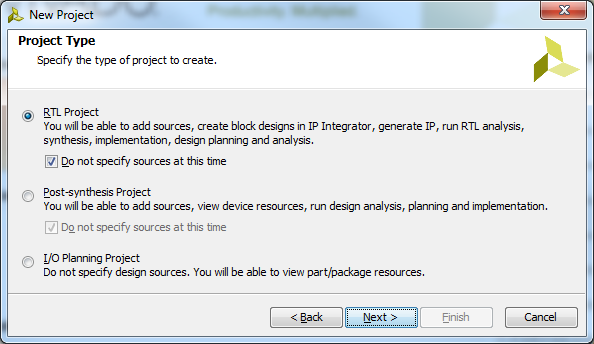 New Project
Productivity. Multiplied.
Project Type
Specify the type of project to create.
RTL Project
You will be able to add sources, create block designs in IP Integrator, generate IP, run RTL analysis,
synthesis, implementation, design planning and analysis.
Do not specify sources at this time
Post-synthesis Project
You will be able to add sources, view device resources, run design analysis, planning and implementation.
Do not specify sources at this time
I/O Planning Project
Do not specify design sources. You will be able to view part/package resources.
< Back Next > Finish Cancel